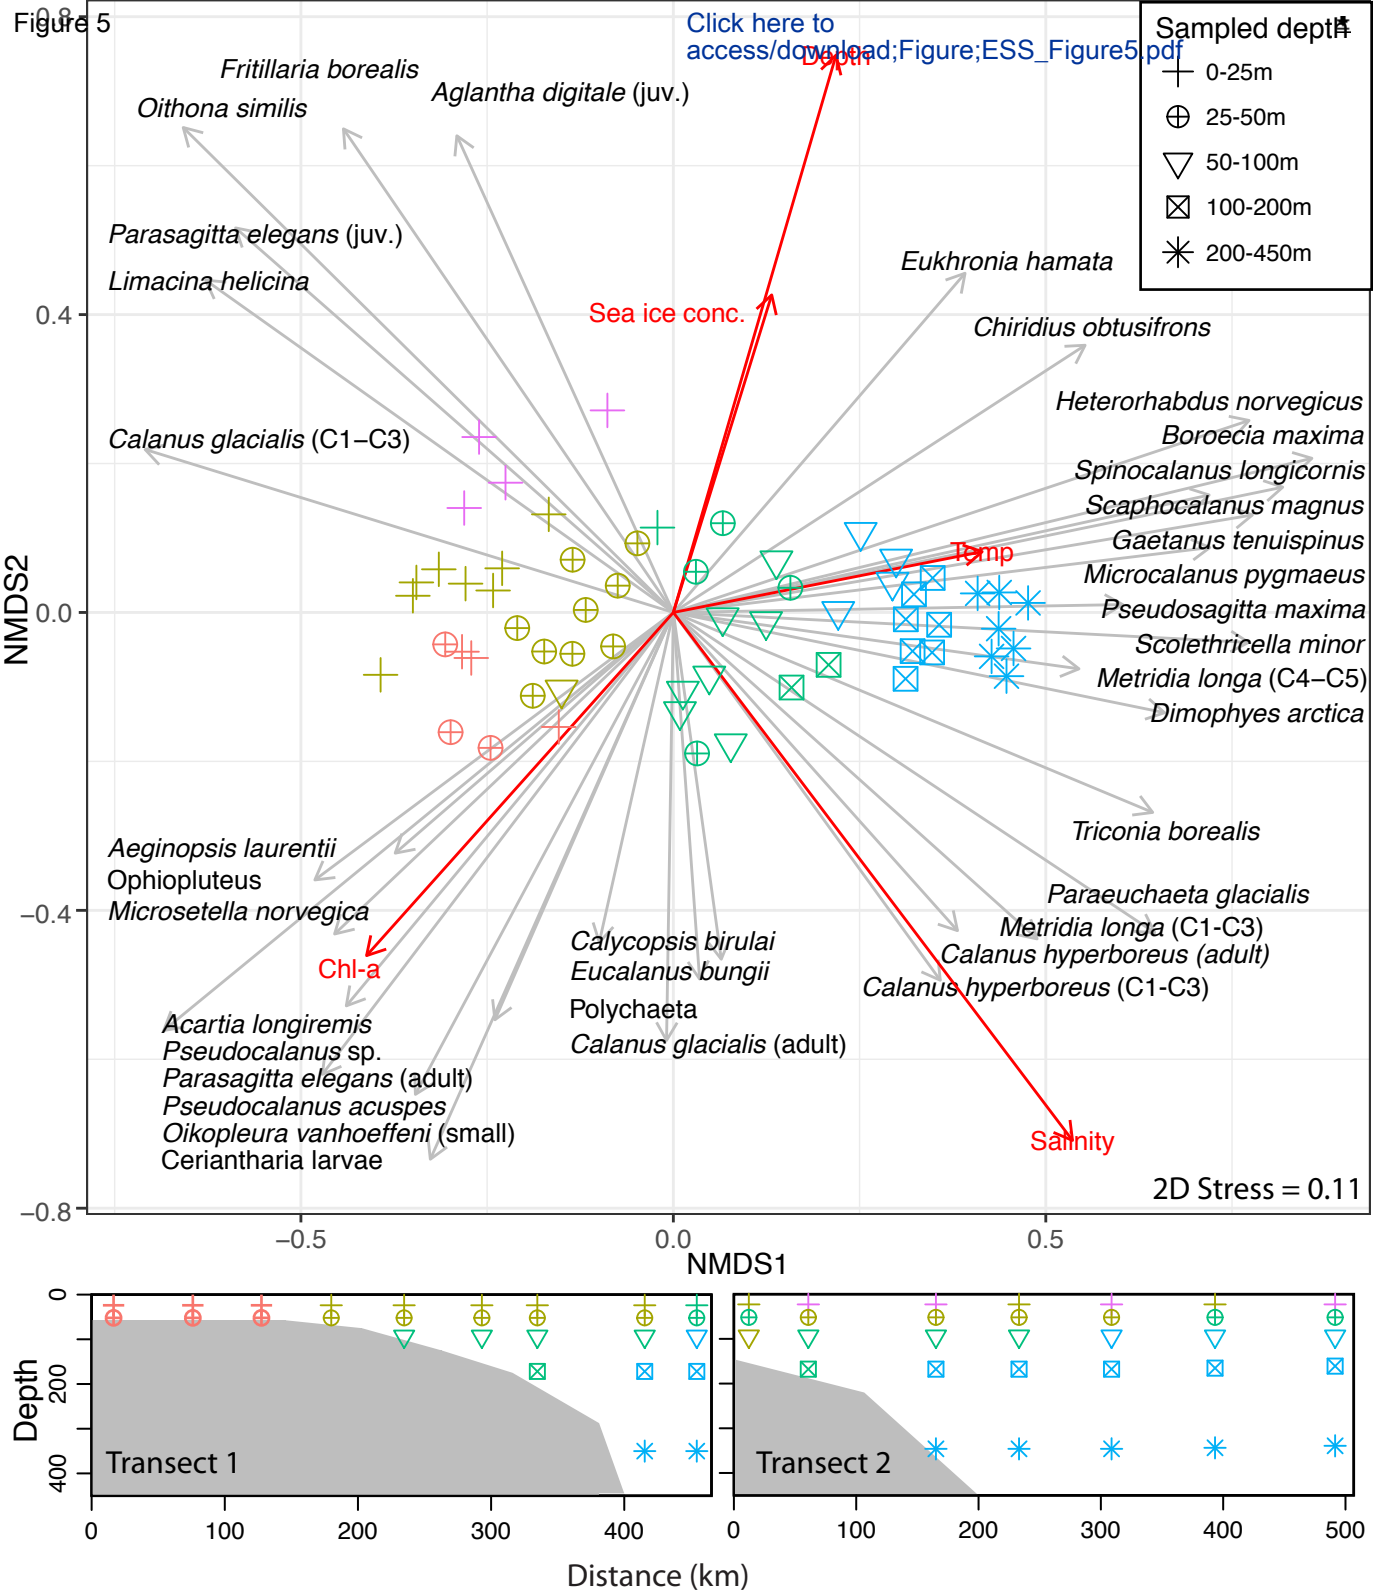 Figure 5
Click here to
access/download;Figure;ESS_Figure5.pdf
Sampled depth
0-25m
25-50m
50-100m
100-200m
200-450m
0.8
0.4
0.0
−0.4
−0.8
NMDS2
Depth
Fritillaria borealis
Oithona similis
Aglantha digitale (juv.)
Parasagitta elegans (juv.)
Limacina helicina
Calanus glacialis (C1−C3)
Sea ice conc.
Eukhronia hamata
Chiridius obtusifrons
Heterorhabdus norvegicus
Boroecia maxima
Spinocalanus longicornis
Scaphocalanus magnus
Gaetanus tenuispinus
Temp
Microcalanus pygmaeus
Pseudosagitta maxima
Scolethricella minor
Metridia longa (C4−C5)
Dimophyes arctica
Triconia borealis
Paraeuchaeta glacialis
Metridia longa (C1-C3)
Calanus hyperboreus (adult)
Calanus hyperboreus (C1-C3)
Aeginopsis laurentii
Ophiopluteus
Microsetella norvegica
Chl-a
Calycopsis birulai
Eucalanus bungii
Polychaeta
Calanus glacialis (adult)
Acartia longiremis
Pseudocalanus sp.
Parasagitta elegans (adult)
Pseudocalanus acuspes
Oikopleura vanhoeffeni (small)
Ceriantharia larvae
Salinity
2D Stress = 0.11
−0.5 0.0 0.5
NMDS1
Depth
0
200
400
Transect 1
Transect 2
0 100 200 300 400
0 100 200 300 400 500
Distance (km)